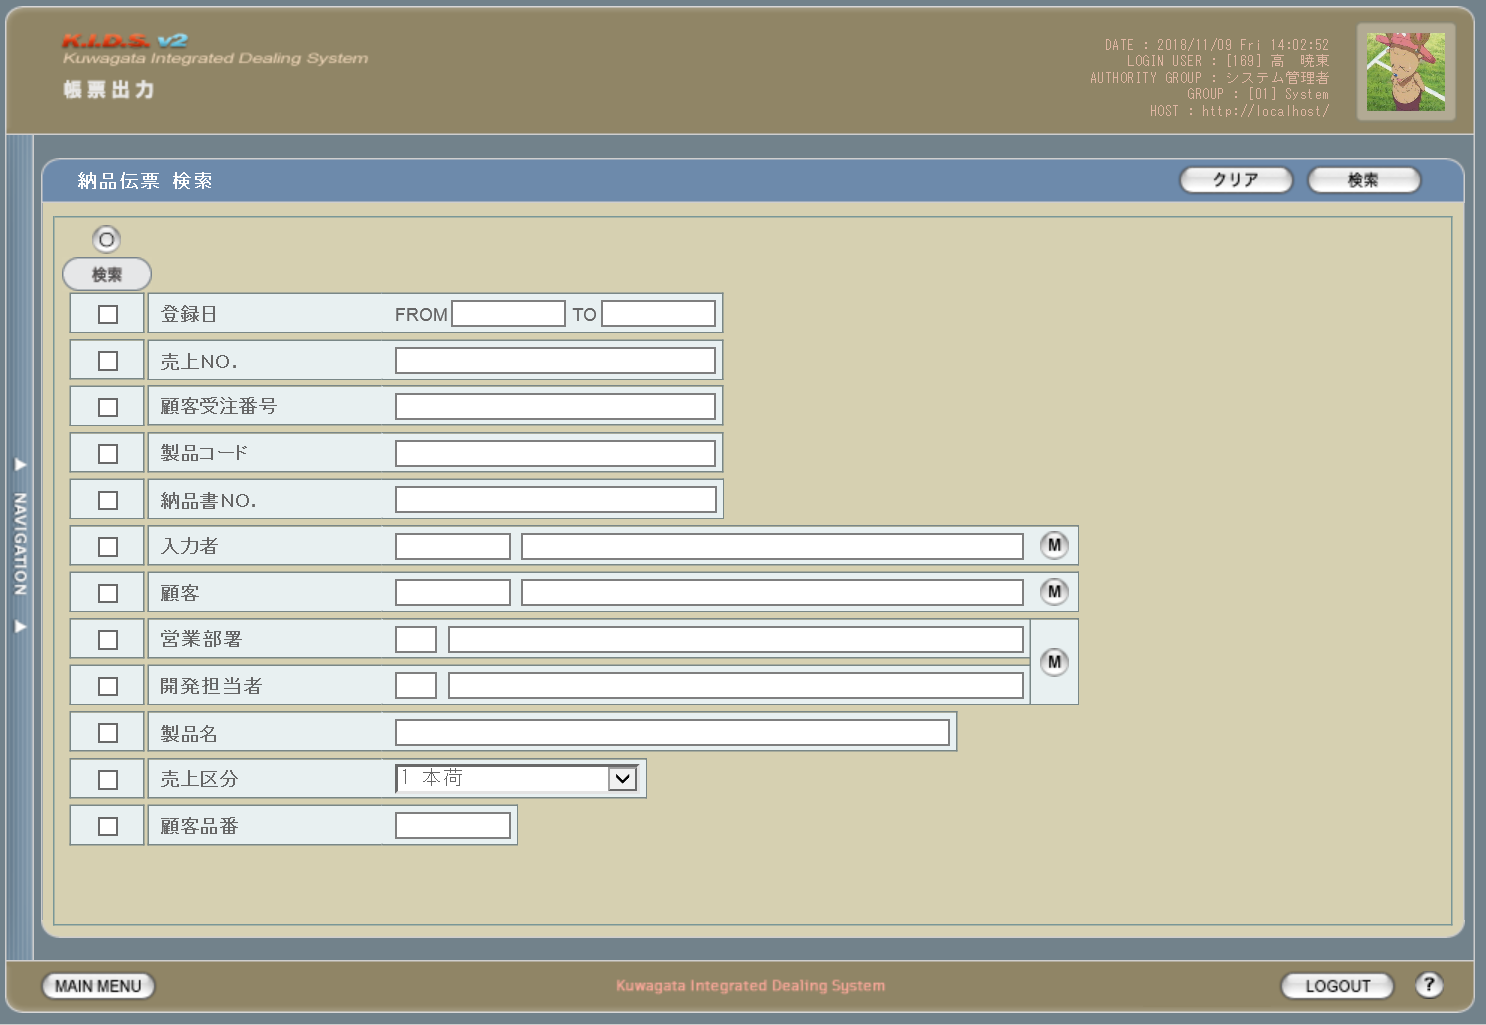 K.I.D.S. v2
Kuwagata Integrated Dealing System
帳票出力
DATE : 2018/11/09 Fri 14:02:52
LOGIN USER : [169] 高　暁東
AUTHORITY GROUP : システム管理者
GROUP : [01] System
HOST : http://localhost/
納品伝票 検索
クリア
検索
検索
登録日 FROM TO
売上NO.
顧客受注番号
製品コード
納品書NO.
入力者 M
顧客 M
営業部署 M
開発担当者
製品名
売上区分 1 本荷
顧客品番
NAVIGATION
MAIN MENU
Kuwagata Integrated Dealing System
LOGOUT
?